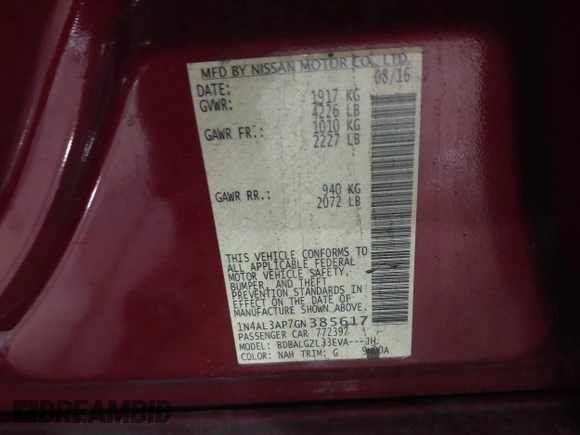 MFD BY NISSAN MOTOR CO., LTD.
DATE: 08/16
GVWR: 1917 KG
4226 LB
GAWR FR.: 1010 KG
2227 LB
GAWR RR.: 940 KG
2072 LB
THIS VEHICLE CONFORMS TO
ALL APPLICABLE FEDERAL
MOTOR VEHICLE SAFETY,
BUMPER, AND THEFT
PREVENTION STANDARDS IN
EFFECT ON THE DATE OF
MANUFACTURE SHOWN ABOVE.
1N4AL3AP7GN385617
PASSENGER CAR 772397
MODEL: BDBALGZL33EVA---JH
COLOR: NAH TRIM: G
DREAMBID